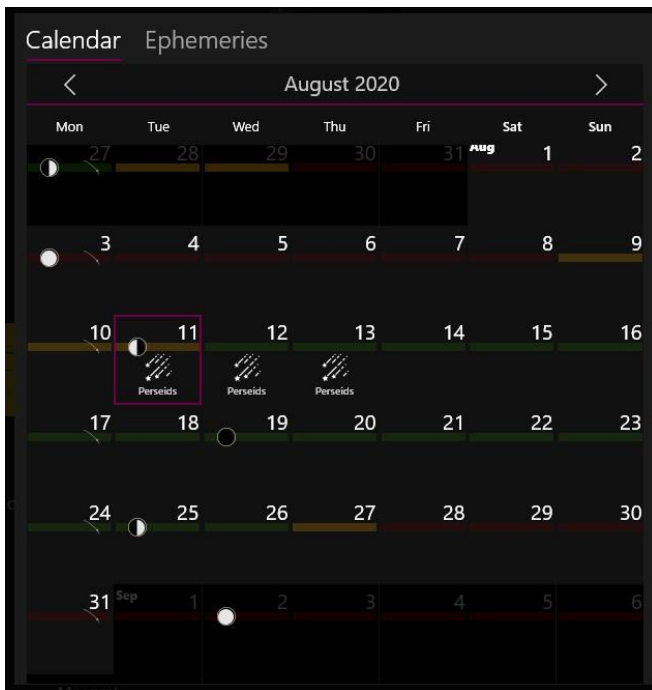 Calendar Ephemeries
August 2020
Mon Tue Wed Thu Fri Sat Sun
27 28 29 30 31 Aug 1 2
3 4 5 6 7 8 9
10 11 12 13 14 15 16
Perseids Perseids Perseids
17 18 19 20 21 22 23
24 25 26 27 28 29 30
31 Sep 1 2 3 4 5 6